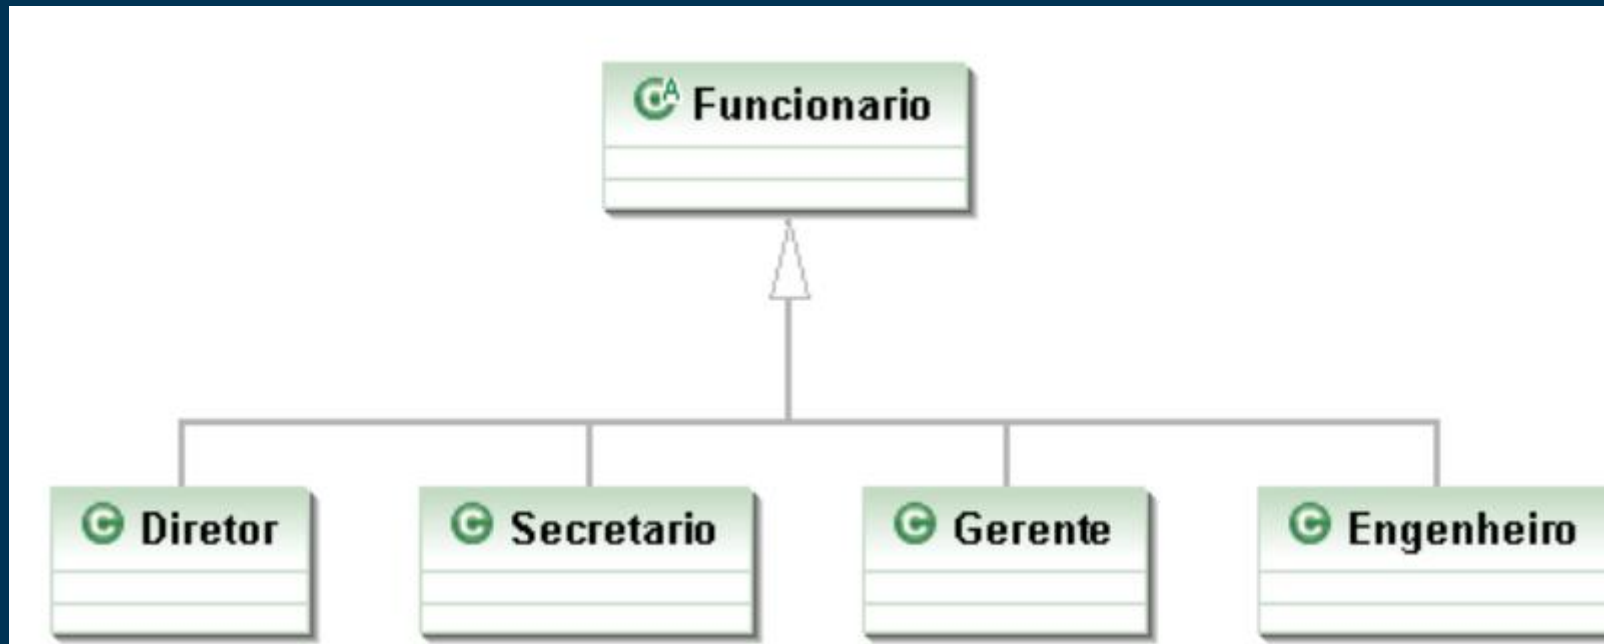 Funcionario
Diretor
Secretario
Gerente
Engenheiro